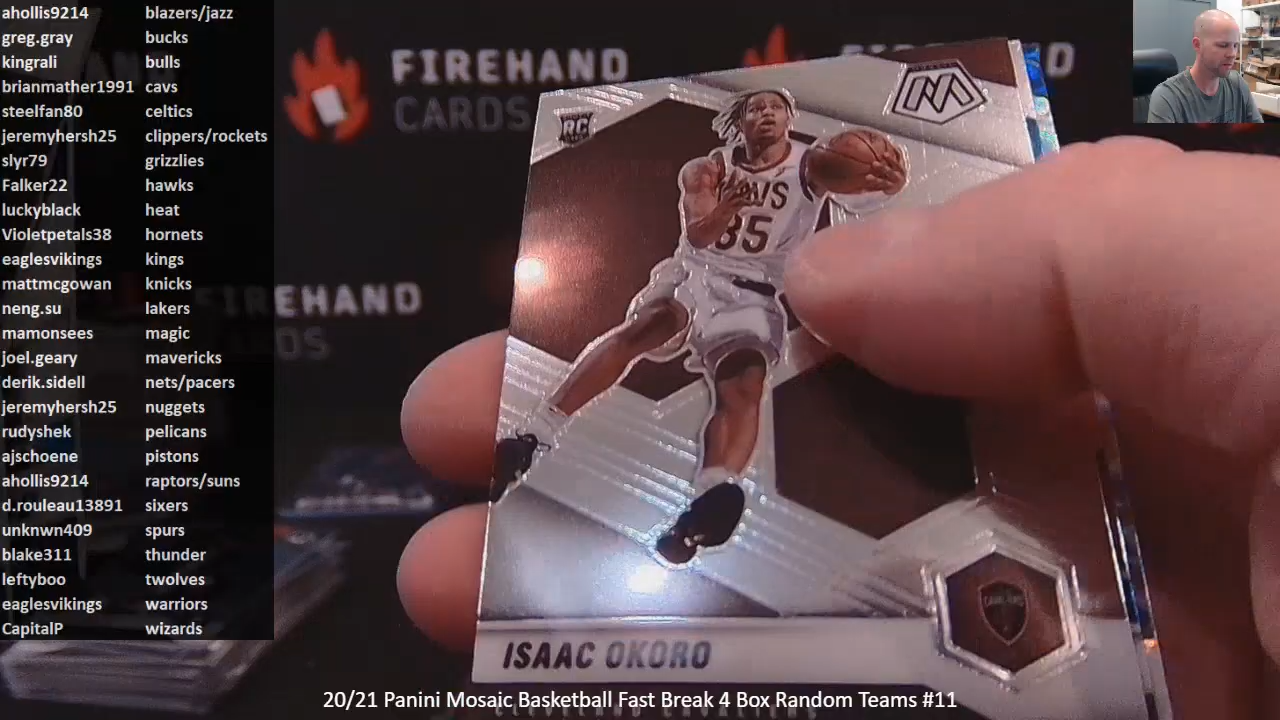 ahollis9214 blazers/jazz
greg.gray bucks
kingrali bulls
brianmather1991 cavs
steelfan80 celtics
jeremyhersh25 clippers/rockets
slyr79 grizzlies
Falker22 hawks
luckyblack heat
Violetpetals38 hornets
eaglesvikings kings
mattmcgowan knicks
neng.su lakers
mamonsees magic
joel.geary mavericks
derik.sidell nets/pacers
jeremyhersh25 nuggets
rudyshek pelicans
ajschoene pistons
ahollis9214 raptors/suns
d.rouleau13891 sixers
unknwn409 spurs
blake311 thunder
leftyboo twolves
eaglesvikings warriors
CapitalP wizards
FIREHAND
CARDS
FIREHAND
CARDS
RC
M
CAVS
35
ISAAC OKORO
CLEVELAND CAVALIERS
20/21 Panini Mosaic Basketball Fast Break 4 Box Random Teams #11